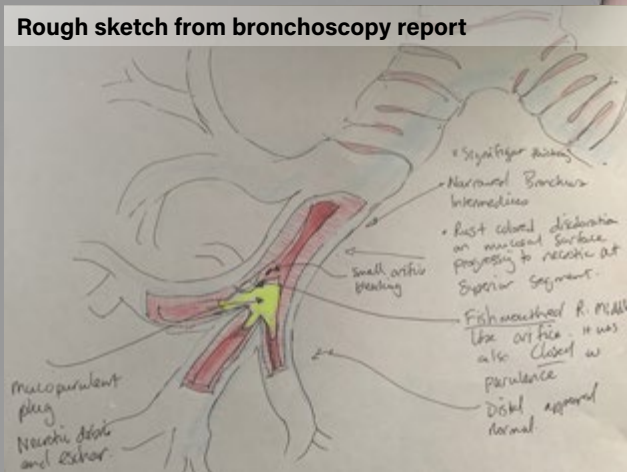 Rough sketch from bronchoscopy report
• Significant
• Narrowed Bronchus
Intermedius
• Rust colored discoloration
on mucosal surface
progressing to necrotic at
Superior Segment.
small orifice
bleeding
Fishmouthed R. Middle
lobe orifice. it was
also Closed w
purulence
Distal appeared
normal.
mucopurulent
plug
Necrotic debris
and eschar.